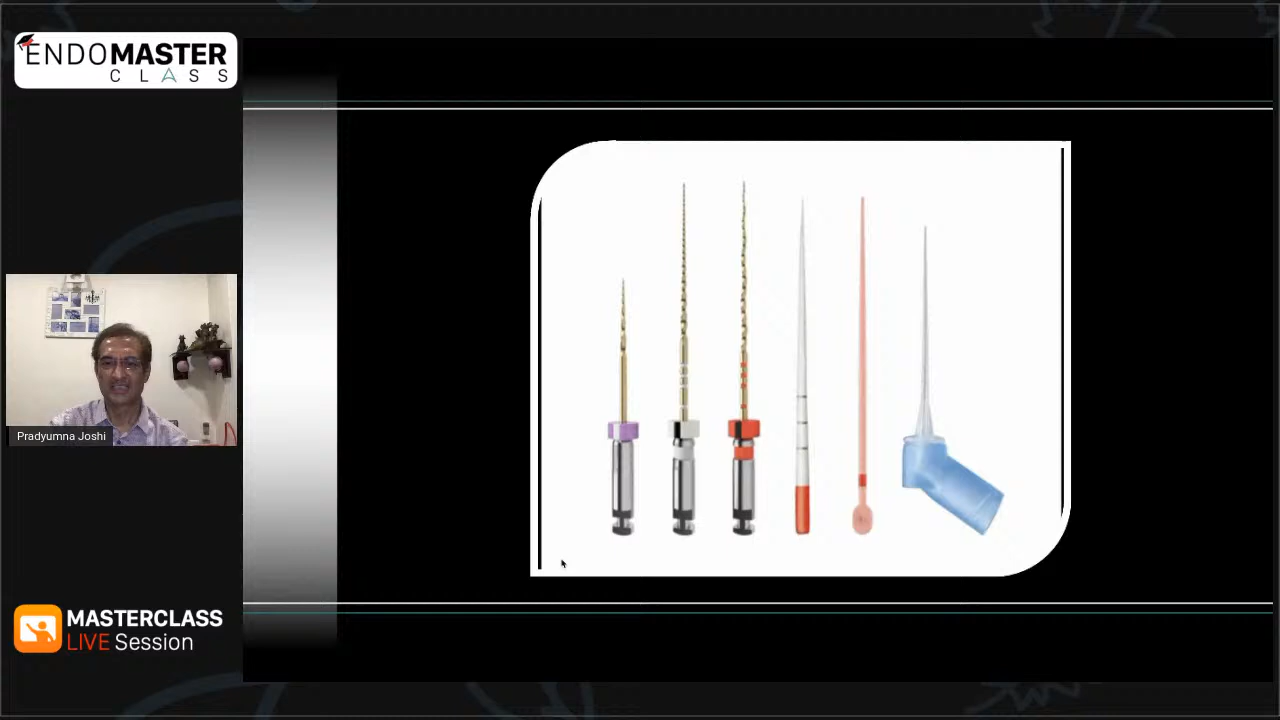 ENDOMASTER
CLASS
Pradyumna Joshi
MASTERCLASS
LIVE Session